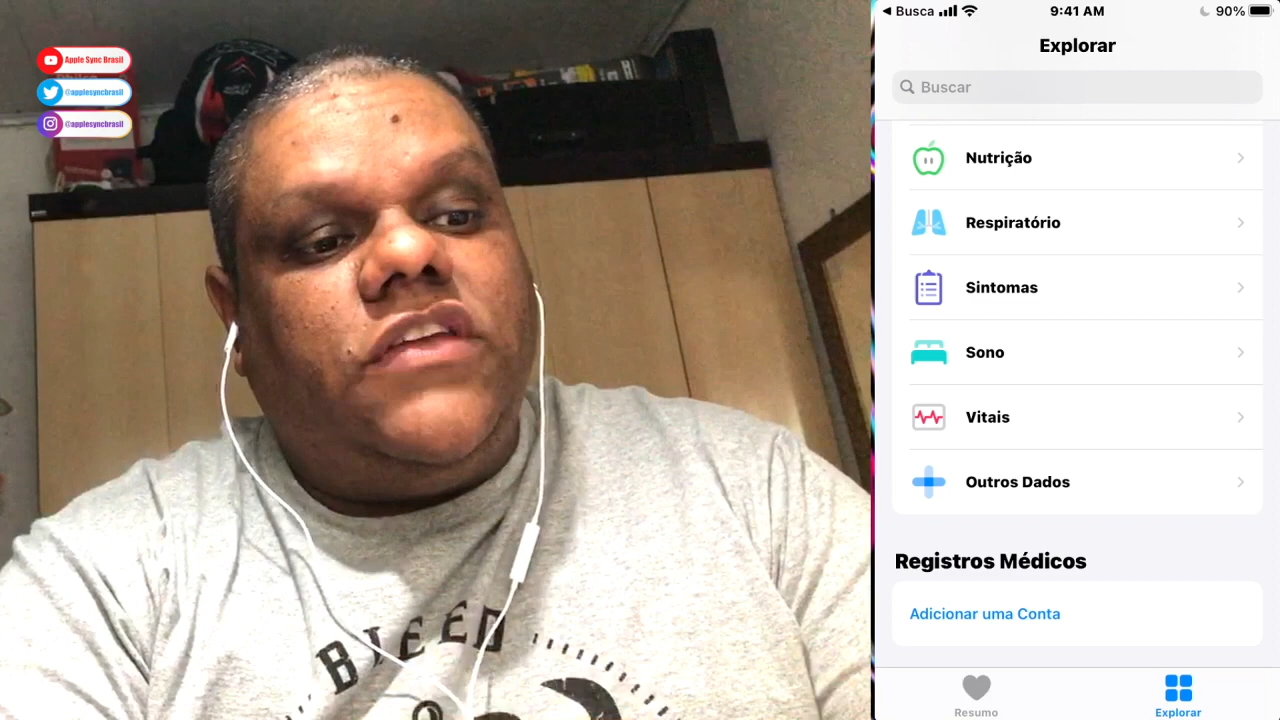 Apple Sync Brasil
@applesyncbrasil
@applesyncbrasil
BLEED
Busca
9:41 AM
90%
Explorar
Buscar
Nutrição
Respiratório
Sintomas
Sono
Vitais
Outros Dados
Registros Médicos
Adicionar uma Conta
Resumo
Explorar